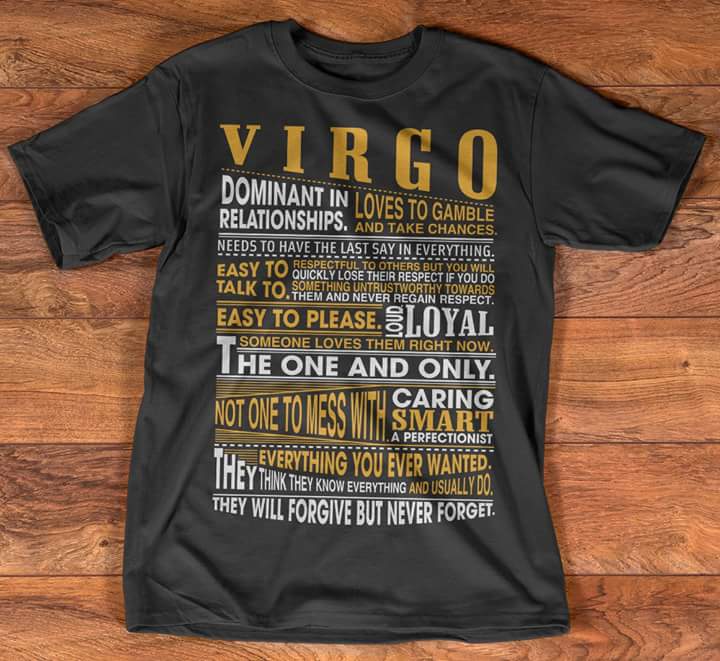 VIRGO
DOMINANT IN
RELATIONSHIPS.
LOVES TO GAMBLE
AND TAKE CHANCES.
NEEDS TO HAVE THE LAST SAY IN EVERYTHING.
EASY TO
TALK TO.
RESPECTFUL TO OTHERS BUT YOU WILL
QUICKLY LOSE THEIR RESPECT IF YOU DO
SOMETHING UNTRUSTWORTHY TOWARDS
THEM AND NEVER REGAIN RESPECT.
EASY TO PLEASE.
LOUD
LOYAL
SOMEONE LOVES THEM RIGHT NOW.
THE ONE AND ONLY.
NOT ONE TO MESS WITH.
CARING
SMART
A PERFECTIONIST
EVERYTHING YOU EVER WANTED.
THEY THINK THEY KNOW EVERYTHING AND USUALLY DO.
THEY WILL FORGIVE BUT NEVER FORGET.